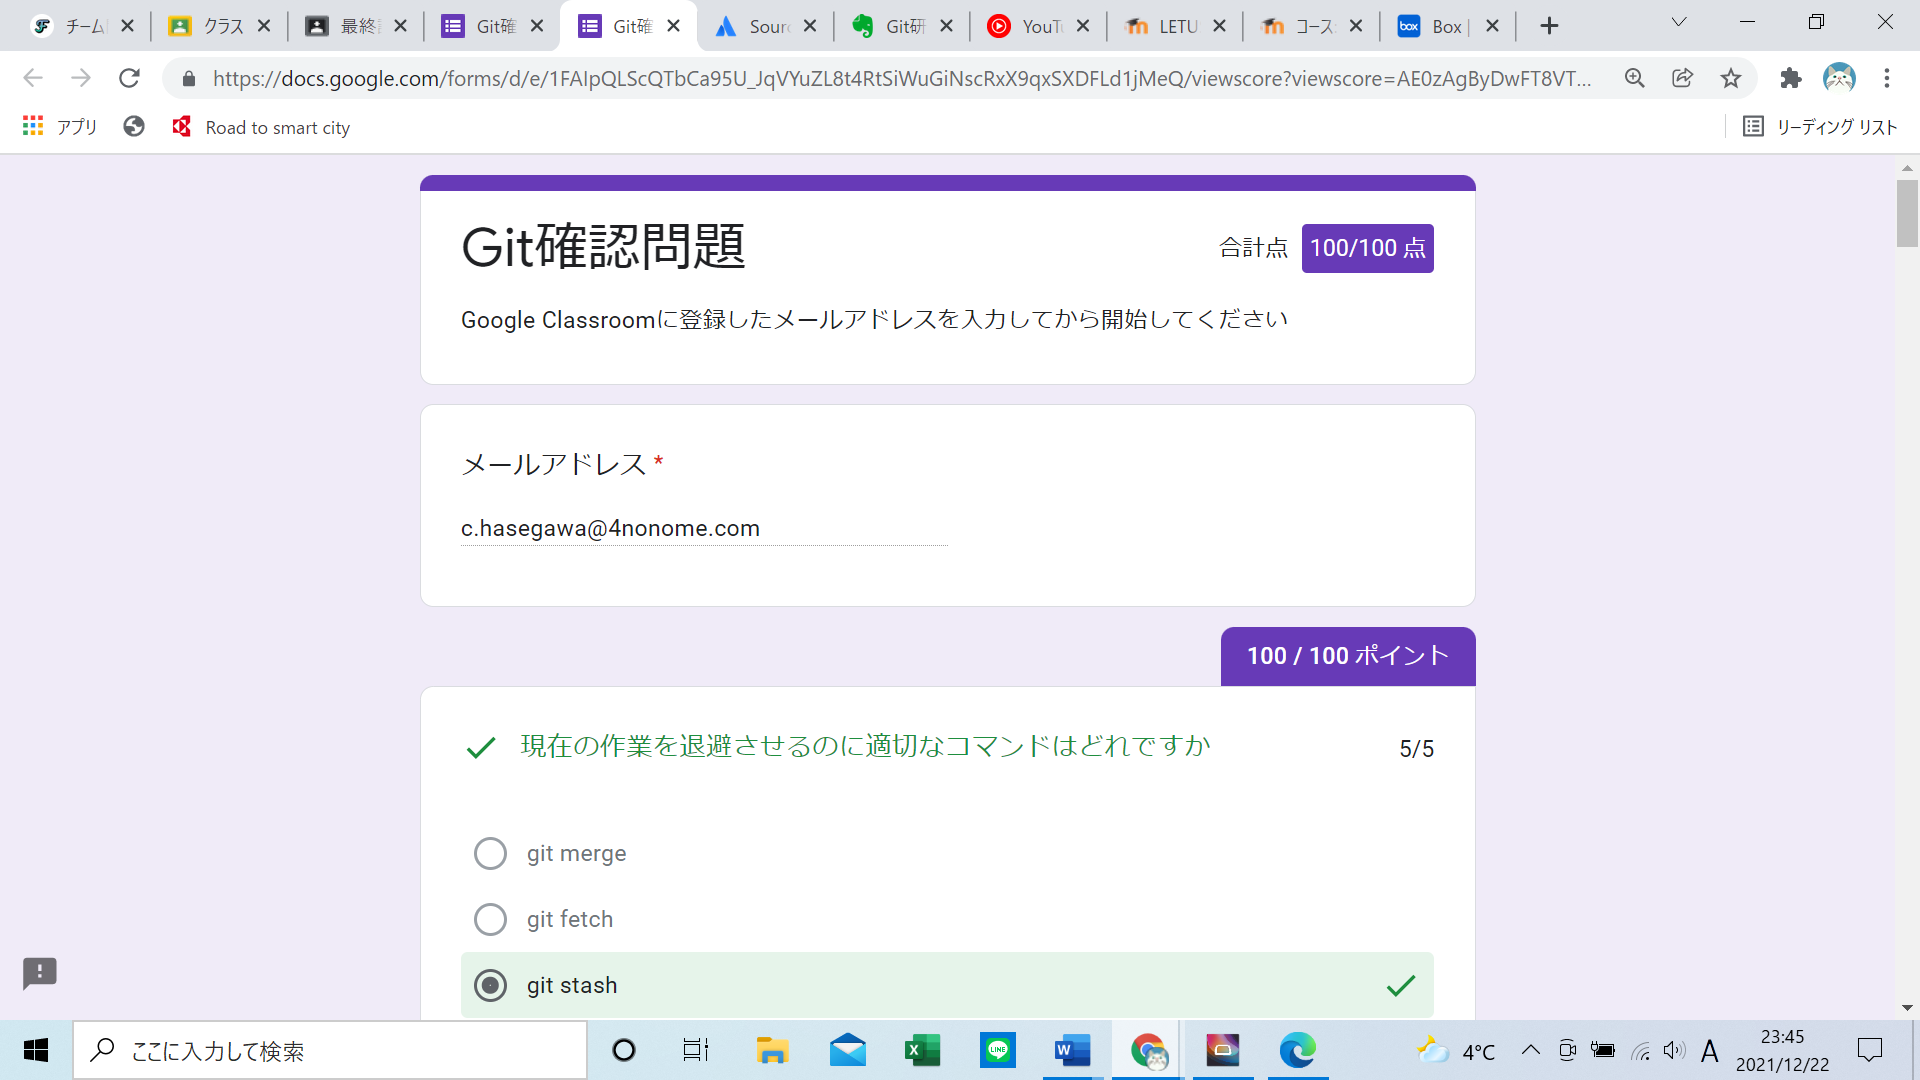 チーム
クラス
最終
Git確
Git確
Sour
Git研
YouTu
LETU
コース
Box |
https://docs.google.com/forms/d/e/1FAIpQLScQTbCa95U_JqVYuZL8t4RtSiWuGiNscRxX9qxSXDFLd1jMeQ/viewscore?viewscore=AE0zAgByDwFT8VT...
アプリ
Road to smart city
リーディング リスト
Git確認問題
合計点 100/100 点
Google Classroomに登録したメールアドレスを入力してから開始してください
メールアドレス *
c.hasegawa@4nonome.com
100 / 100 ポイント
現在の作業を退避させるのに適切なコマンドはどれですか
5/5
git merge
git fetch
git stash
ここに入力して検索
4°C
A
23:45
2021/12/22